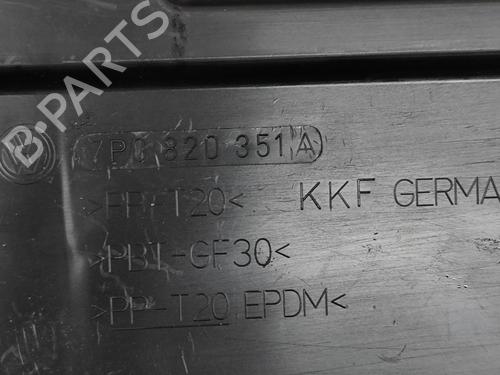 B-PARTS
7P0 820 351 A
>PP-T20< KKF GERMA
>PBT-GF30<
>PP-T20 EPDM<